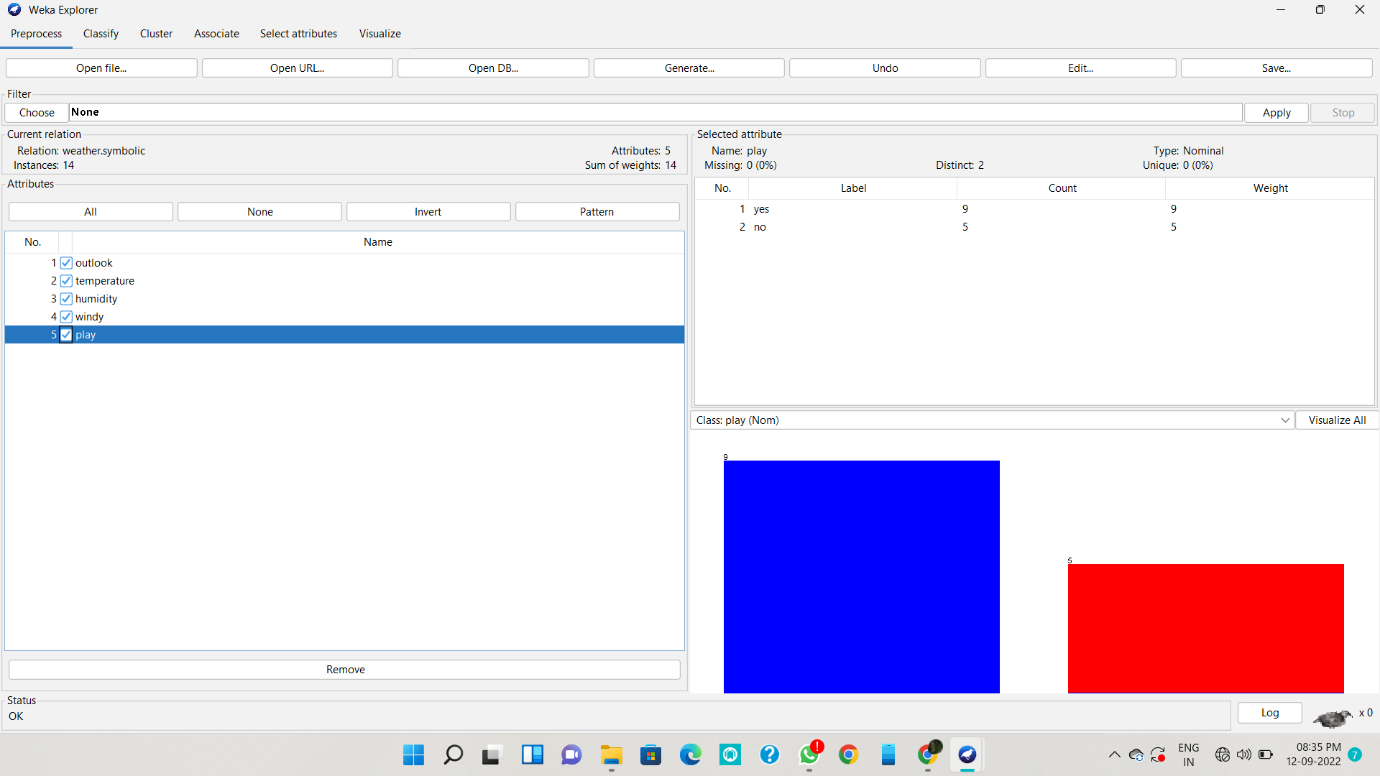 Weka Explorer
Preprocess Classify Cluster Associate Select attributes Visualize
Open file... Open URL... Open DB... Generate... Undo Edit... Save...
Filter
Choose None Apply Stop
Current relation
Relation: weather.symbolic Attributes: 5
Instances: 14 Sum of weights: 14
Attributes
All None Invert Pattern
No. Name
1 outlook
2 temperature
3 humidity
4 windy
5 play
Remove
Selected attribute
Name: play Type: Nominal
Missing: 0 (0%) Distinct: 2 Unique: 0 (0%)
No. Label Count Weight
1 yes 9 9
2 no 5 5
Class: play (Nom) Visualize All
9
5
Status
OK
Log x 0
ENG
IN
08:35 PM
12-09-2022
7